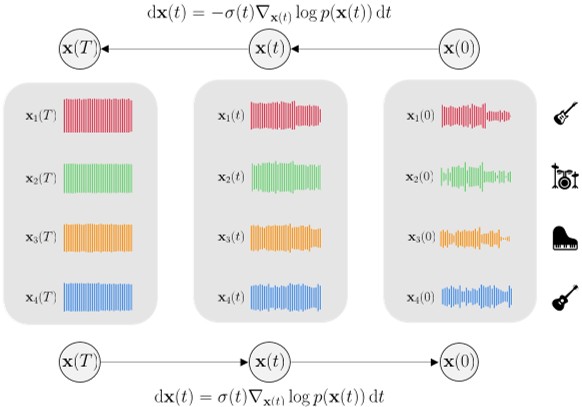 dx(t) = −σ(t)∇ₓ₍ₜ₎ log p(x(t)) dt
x(T) x(t) x(0)
x₁(T) x₁(t) x₁(0)
x₂(T) x₂(t) x₂(0)
x₃(T) x₃(t) x₃(0)
x₄(T) x₄(t) x₄(0)
x(T) x(t) x(0)
dx(t) = σ(t)∇ₓ₍ₜ₎ log p(x(t)) dt